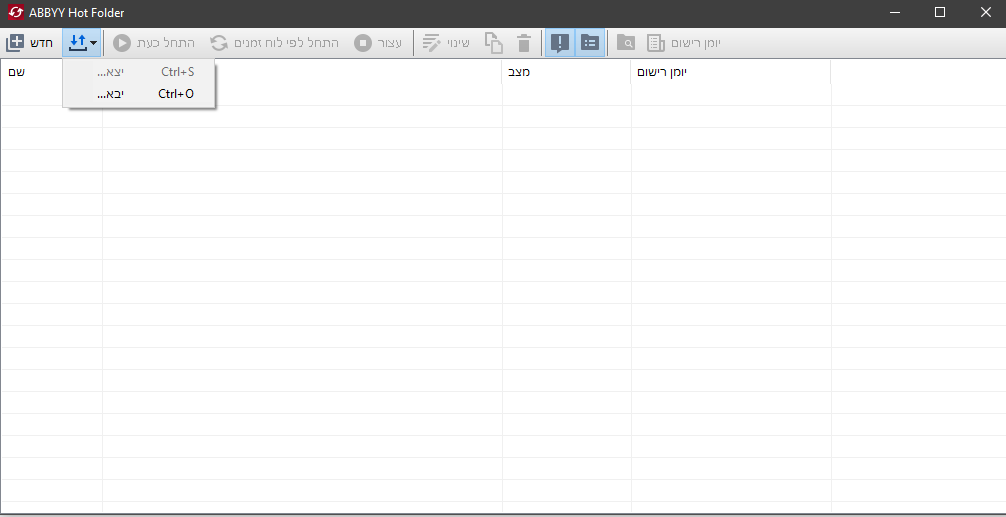 ABBYY Hot Folder
חדש
התחל כעת
התחל לפי לוח זמנים
עצור
שינוי
יומן רישום
שם
מצב
יומן רישום
יצא... Ctrl+S
יבא... Ctrl+O